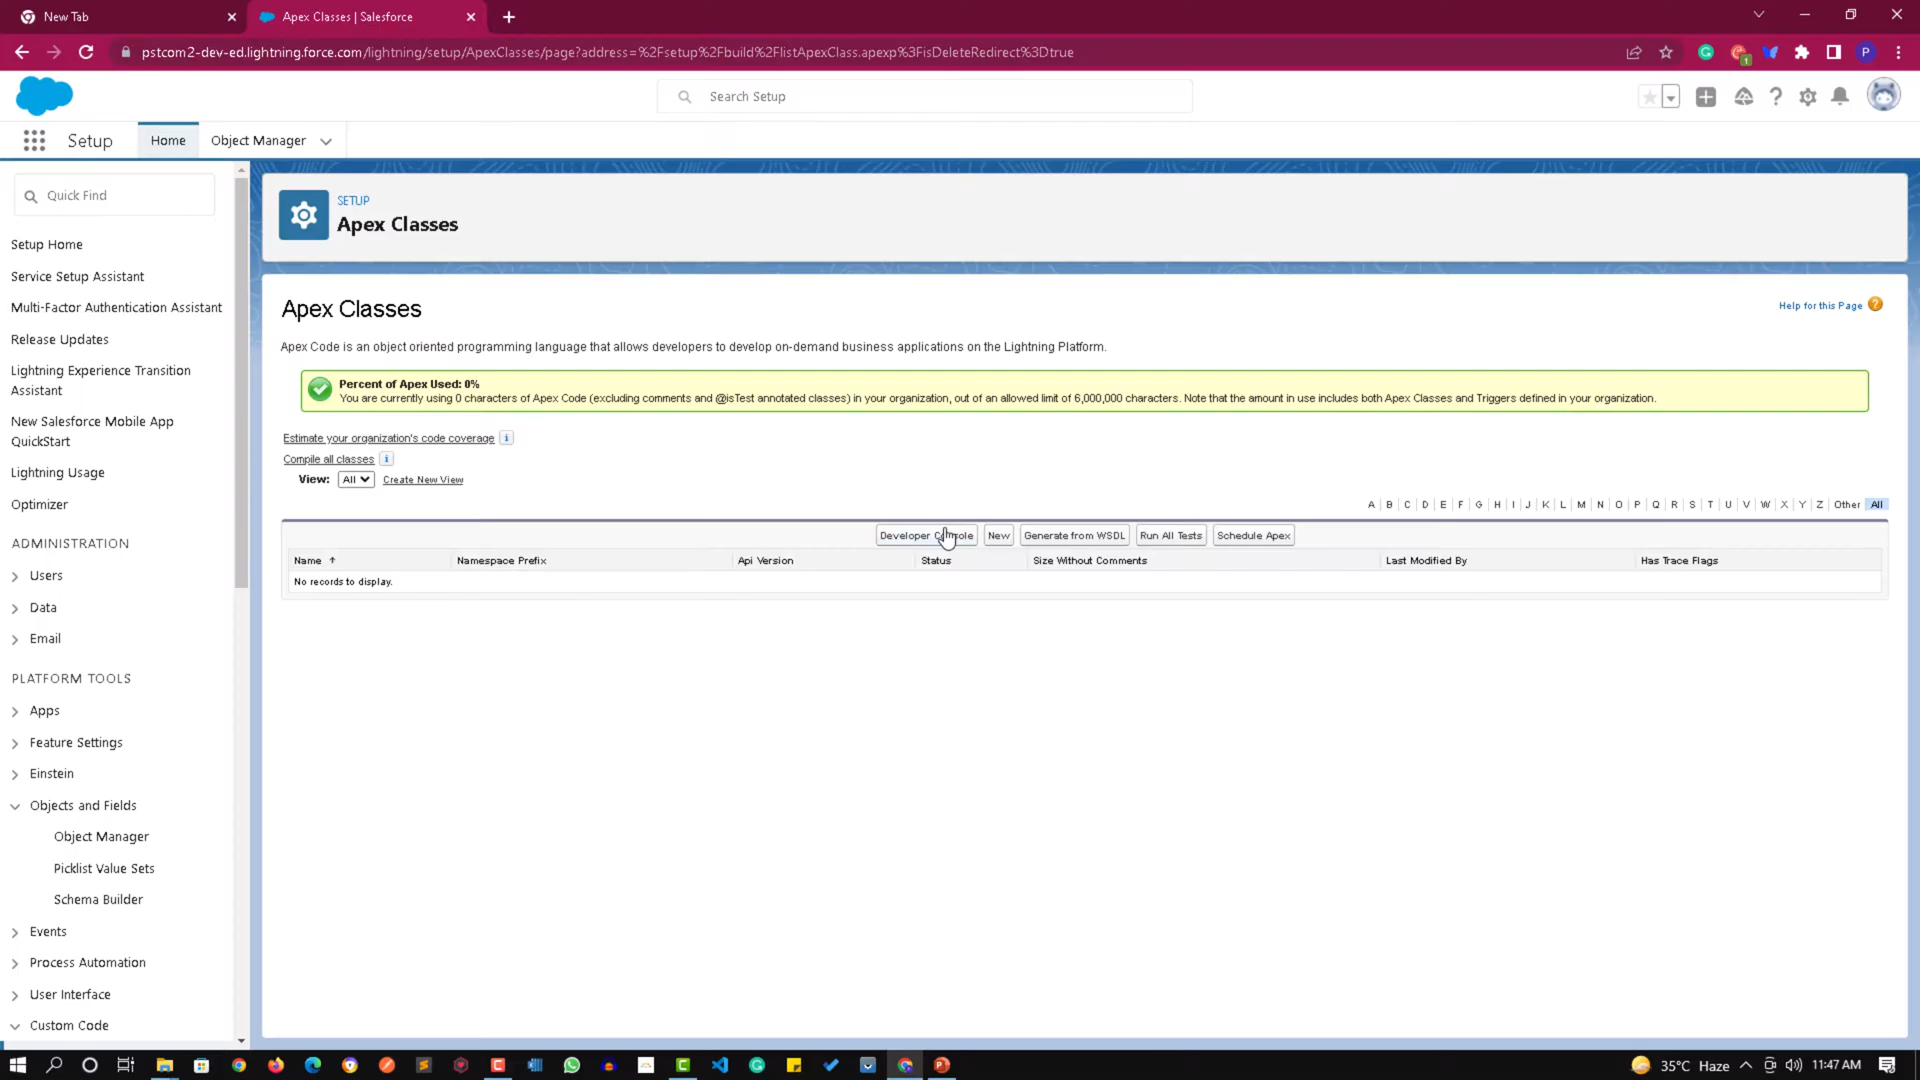 New Tab
Apex Classes | Salesforce
pstcom2-dev-ed.lightning.force.com/lightning/setup/ApexClasses/page?address=%2Fsetup%2Fbuild%2FlistApexClass.apexp%3FisDeleteRedirect%3Dtrue
1
P
Search Setup
Setup
Home
Object Manager
Quick Find
Setup Home
Service Setup Assistant
Multi-Factor Authentication Assistant
Release Updates
Lightning Experience Transition
Assistant
New Salesforce Mobile App
QuickStart
Lightning Usage
Optimizer
ADMINISTRATION
Users
Data
Email
PLATFORM TOOLS
Apps
Feature Settings
Einstein
Objects and Fields
Object Manager
Picklist Value Sets
Schema Builder
Events
Process Automation
User Interface
Custom Code
SETUP
Apex Classes
Apex Classes
Help for this Page
Apex Code is an object oriented programming language that allows developers to develop on-demand business applications on the Lightning Platform.
Percent of Apex Used: 0%
You are currently using 0 characters of Apex Code (excluding comments and @isTest annotated classes) in your organization, out of an allowed limit of 6,000,000 characters. Note that the amount in use includes both Apex Classes and Triggers defined in your organization.
Estimate your organization's code coverage i
Compile all classes i
View: All Create New View
A | B | C | D | E | F | G | H | I | J | K | L | M | N | O | P | Q | R | S | T | U | V | W | X | Y | Z | Other All
Developer Console New Generate from WSDL Run All Tests Schedule Apex
Name Namespace Prefix Api Version Status Size Without Comments Last Modified By Has Trace Flags
No records to display.
35°C Haze 11:47 AM